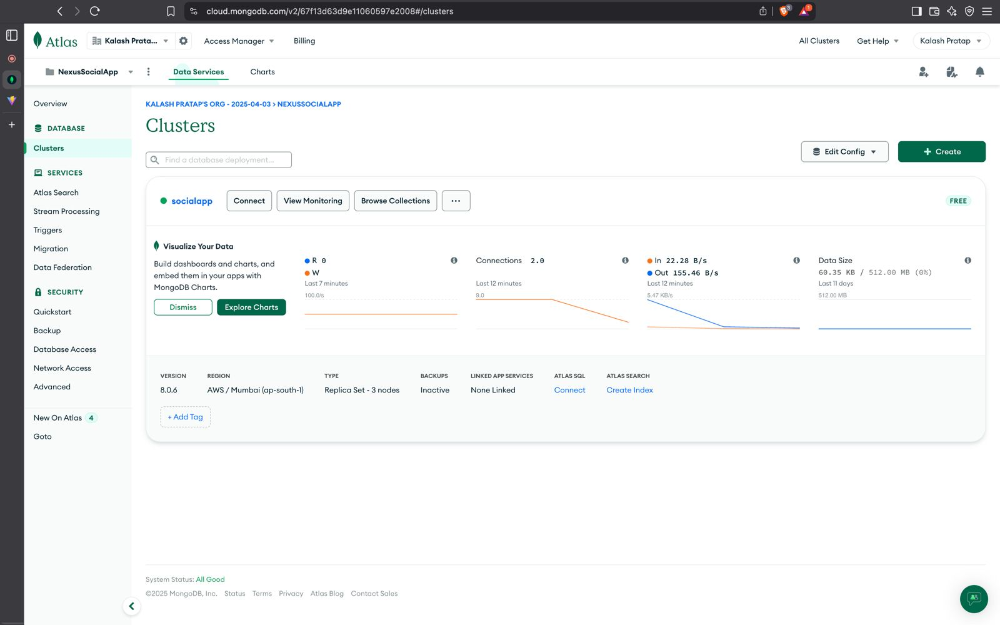 cloud.mongodb.com/v2/67f13d63d9e11060597e2008#/clusters
3
1
Atlas
Kalash Prata...
Access Manager
Billing
All Clusters
Get Help
Kalash Pratap
NexusSocialApp
Data Services
Charts
Overview
DATABASE
Clusters
SERVICES
Atlas Search
Stream Processing
Triggers
Migration
Data Federation
SECURITY
Quickstart
Backup
Database Access
Network Access
Advanced
New On Atlas 4
Goto
KALASH PRATAP'S ORG - 2025-04-03 > NEXUSSOCIALAPP
Clusters
Find a database deployment...
Edit Config
+ Create
socialapp
Connect
View Monitoring
Browse Collections
...
FREE
Visualize Your Data
Build dashboards and charts, and
embed them in your apps with
MongoDB Charts.
Dismiss
Explore Charts
R 0
W
Last 7 minutes
100.0/s
Connections 2.0
Last 12 minutes
9.0
In 22.28 B/s
Out 155.46 B/s
Last 12 minutes
5.47 KB/s
Data Size
60.35 KB / 512.00 MB (0%)
Last 11 days
512.00 MB
VERSION
8.0.6
REGION
AWS / Mumbai (ap-south-1)
TYPE
Replica Set - 3 nodes
BACKUPS
Inactive
LINKED APP SERVICES
None Linked
ATLAS SQL
Connect
ATLAS SEARCH
Create Index
+ Add Tag
System Status: All Good
©2025 MongoDB, Inc. Status Terms Privacy Atlas Blog Contact Sales